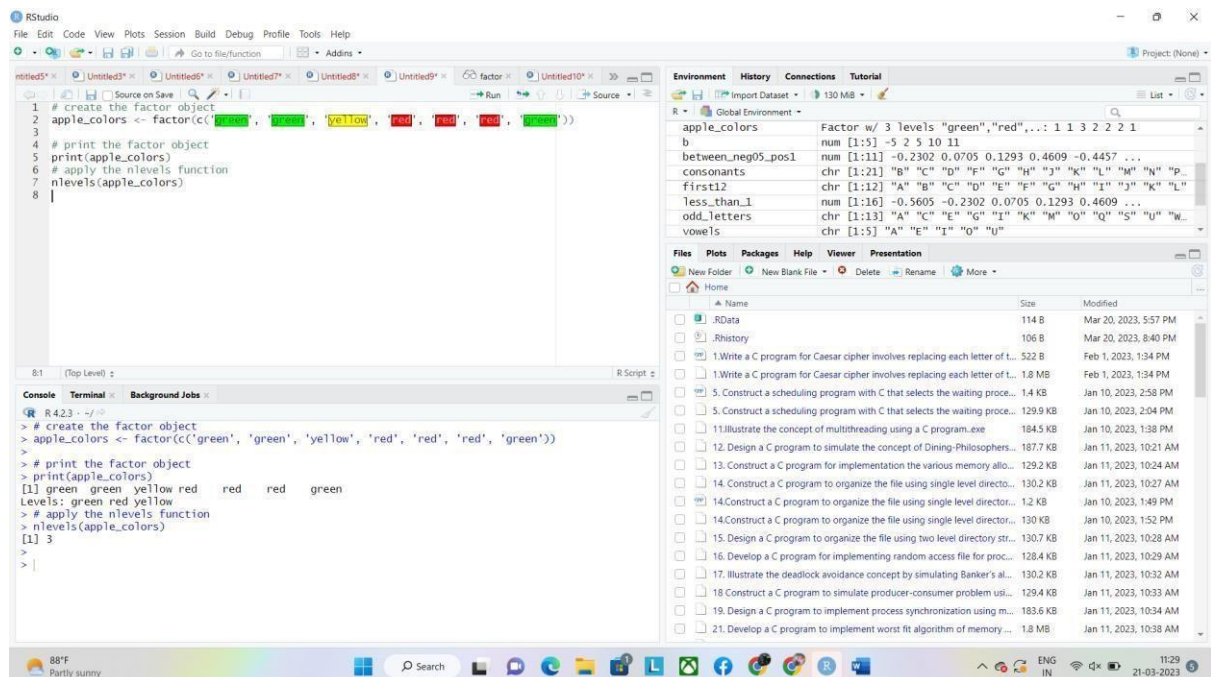 RStudio
File Edit Code View Plots Session Build Debug Profile Tools Help
Go to file/function Addins Project: (None)
ntitled5* Untitled3* Untitled6* Untitled7* Untitled8* Untitled9* factor Untitled10*
Source on Save Run Source
1 # create the factor object
2 apple_colors <- factor(c('green', 'green', 'yellow', 'red', 'red', 'red', 'green'))
3
4 # print the factor object
5 print(apple_colors)
6 # apply the nlevels function
7 nlevels(apple_colors)
8
8:1 (Top Level) R Script
Console Terminal Background Jobs
R 4.2.3 · ~/
> # create the factor object
> apple_colors <- factor(c('green', 'green', 'yellow', 'red', 'red', 'red', 'green'))
>
> # print the factor object
> print(apple_colors)
[1] green green yellow red red red green
Levels: green red yellow
> # apply the nlevels function
> nlevels(apple_colors)
[1] 3
>
>
Environment History Connections Tutorial
Import Dataset 130 MiB List
R Global Environment
apple_colors Factor w/ 3 levels "green","red",..: 1 1 3 2 2 2 1
b num [1:5] -5 2 5 10 11
between_neg05_pos1 num [1:11] -0.2302 0.0705 0.1293 0.4609 -0.4457 ...
consonants chr [1:21] "B" "C" "D" "F" "G" "H" "J" "K" "L" "M" "N" "P…
first12 chr [1:12] "A" "B" "C" "D" "E" "F" "G" "H" "I" "J" "K" "L"
less_than_1 num [1:16] -0.5605 -0.2302 0.0705 0.1293 0.4609 ...
odd_letters chr [1:13] "A" "C" "E" "G" "I" "K" "M" "O" "Q" "S" "U" "W…
vowels chr [1:5] "A" "E" "I" "O" "U"
Files Plots Packages Help Viewer Presentation
New Folder New Blank File Delete Rename More
Home
Name Size Modified
.RData 114 B Mar 20, 2023, 5:57 PM
.Rhistory 106 B Mar 20, 2023, 8:40 PM
1.Write a C program for Caesar cipher involves replacing each letter of t... 522 B Feb 1, 2023, 1:34 PM
1.Write a C program for Caesar cipher involves replacing each letter of t... 1.8 MB Feb 1, 2023, 1:34 PM
5. Construct a scheduling program with C that selects the waiting proce... 1.4 KB Jan 10, 2023, 2:58 PM
5. Construct a scheduling program with C that selects the waiting proce... 129.9 KB Jan 10, 2023, 2:04 PM
11.Illustrate the concept of multithreading using a C program..exe 184.5 KB Jan 10, 2023, 1:38 PM
12. Design a C program to simulate the concept of Dining-Philosophers... 187.7 KB Jan 11, 2023, 10:21 AM
13. Construct a C program for implementation the various memory allo... 129.2 KB Jan 11, 2023, 10:24 AM
14. Construct a C program to organize the file using single level directo... 130.2 KB Jan 11, 2023, 10:27 AM
14.Construct a C program to organize the file using single level director... 1.2 KB Jan 10, 2023, 1:49 PM
14.Construct a C program to organize the file using single level director... 130 KB Jan 10, 2023, 1:52 PM
15. Design a C program to organize the file using two level directory str... 130.7 KB Jan 11, 2023, 10:28 AM
16. Develop a C program for implementing random access file for proc... 128.4 KB Jan 11, 2023, 10:29 AM
17. Illustrate the deadlock avoidance concept by simulating Banker's al... 130.2 KB Jan 11, 2023, 10:32 AM
18 Construct a C program to simulate producer-consumer problem usi... 129.4 KB Jan 11, 2023, 10:33 AM
19. Design a C program to implement process synchronization using m... 183.6 KB Jan 11, 2023, 10:34 AM
21. Develop a C program to implement worst fit algorithm of memory ... 1.8 MB Jan 11, 2023, 10:38 AM
88°F
Partly sunny
Search
ENG
IN
11:29
21-03-2023
5